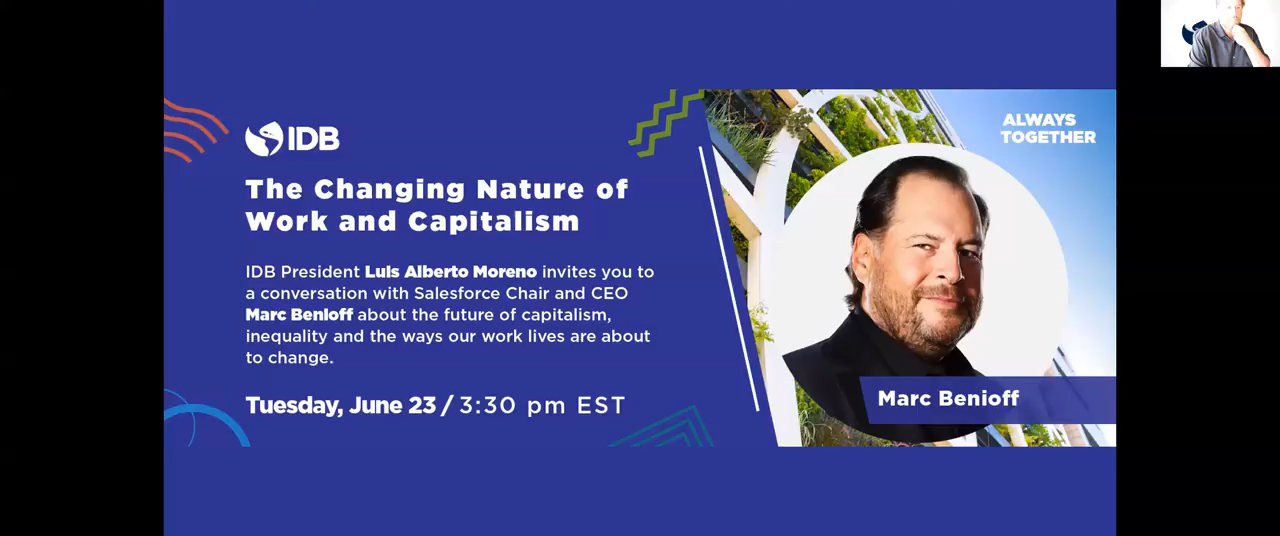 IDB
The Changing Nature of
Work and Capitalism
IDB President Luis Alberto Moreno invites you to
a conversation with Salesforce Chair and CEO
Marc Benioff about the future of capitalism,
inequality and the ways our work lives are about
to change.
Tuesday, June 23 / 3:30 pm EST
ALWAYS
TOGETHER
Marc Benioff